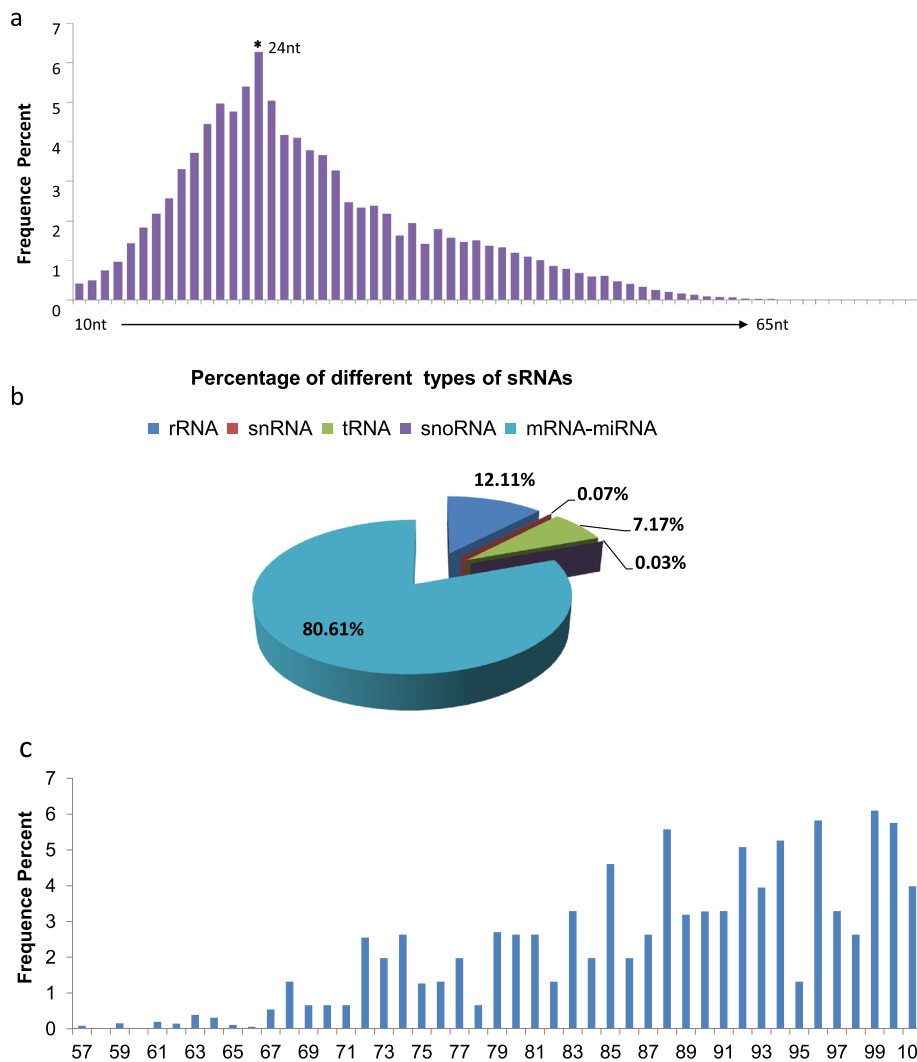 a
7
6
5
4
3
2
1
0
Frequence Percent
* 24nt
10nt 65nt
Percentage of different types of sRNAs
b
rRNA snRNA tRNA snoRNA mRNA-miRNA
12.11%
0.07%
7.17%
0.03%
80.61%
c
7
6
5
4
3
2
1
0
Frequence Percent
57 59 61 63 65 67 69 71 73 75 77 79 81 83 85 87 89 91 93 95 97 99 10